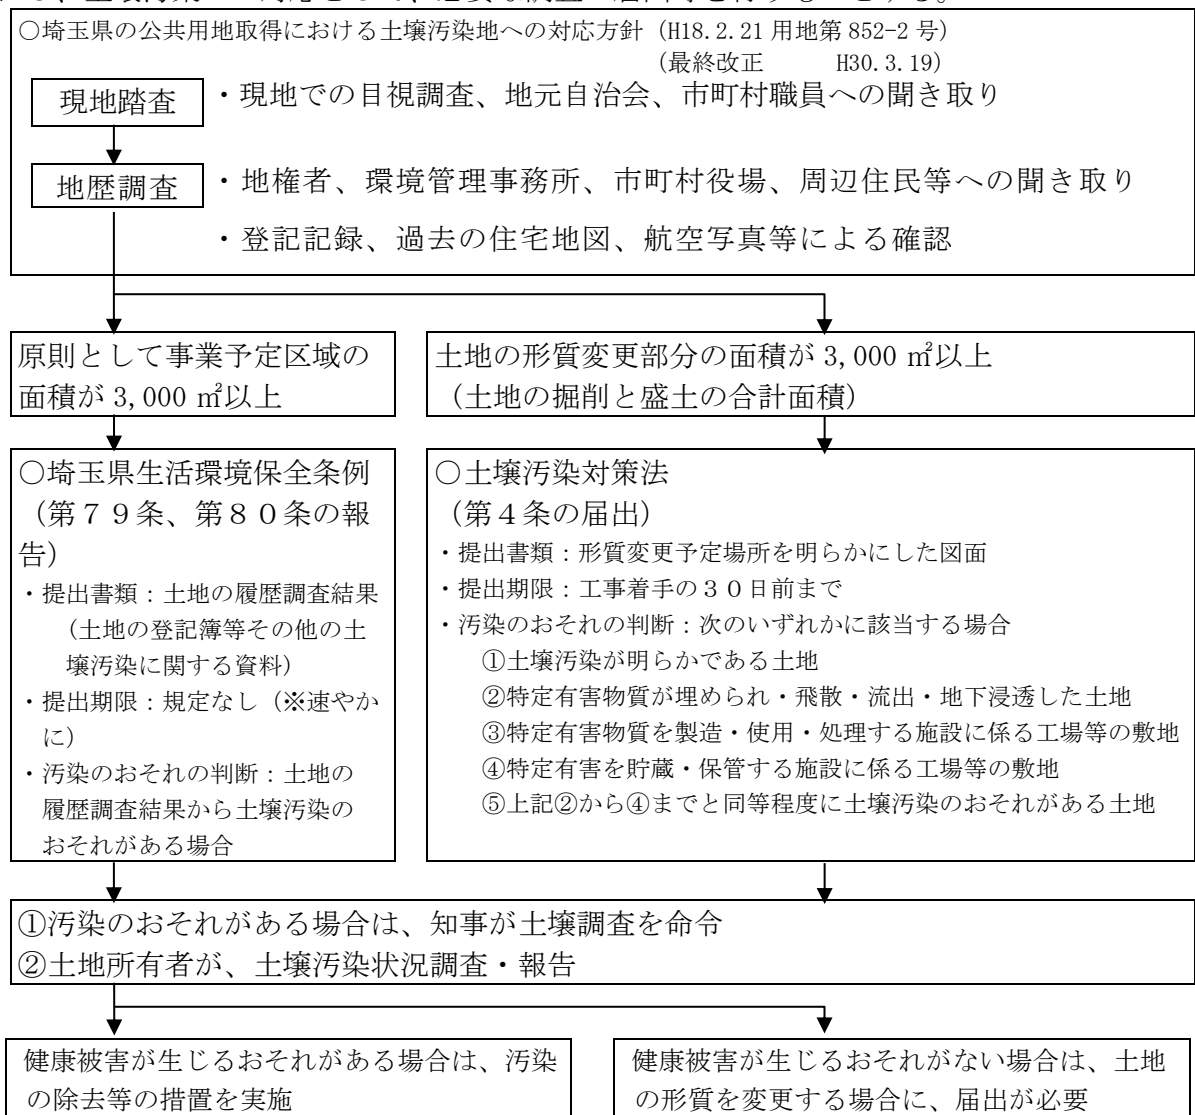 ○埼玉県の公共用地取得における土壌汚染地への対応方針 (H18.2.21 用地第 852-2 号)
(最終改正 H30.3.19)
現地踏査
・現地での目視調査、地元自治会、市町村職員への聞き取り
地歴調査
・地権者、環境管理事務所、市町村役場、周辺住民等への聞き取り
・登記記録、過去の住宅地図、航空写真等による確認
原則として事業予定区域の
面積が 3,000 ㎡以上
土地の形質変更部分の面積が 3,000 ㎡以上
(土地の掘削と盛土の合計面積)
○埼玉県生活環境保全条例
(第79条、第80条の報
告)
・提出書類：土地の履歴調査結果
(土地の登記簿等その他の土
壌汚染に関する資料)
・提出期限：規定なし (※速やか
に)
・汚染のおそれの判断：土地の
履歴調査結果から土壌汚染の
おそれがある場合
○土壌汚染対策法
(第4条の届出)
・提出書類：形質変更予定場所を明らかにした図面
・提出期限：工事着手の30日前まで
・汚染のおそれの判断：次のいずれかに該当する場合
①土壌汚染が明らかである土地
②特定有害物質が埋められ・飛散・流出・地下浸透した土地
③特定有害物質を製造・使用・処理する施設に係る工場等の敷地
④特定有害を貯蔵・保管する施設に係る工場等の敷地
⑤上記②から④までと同等程度に土壌汚染のおそれがある土地
①汚染のおそれがある場合は、知事が土壌調査を命令
②土地所有者が、土壌汚染状況調査・報告
健康被害が生じるおそれがある場合は、汚染
の除去等の措置を実施
健康被害が生じるおそれがない場合は、土地
の形質を変更する場合に、届出が必要